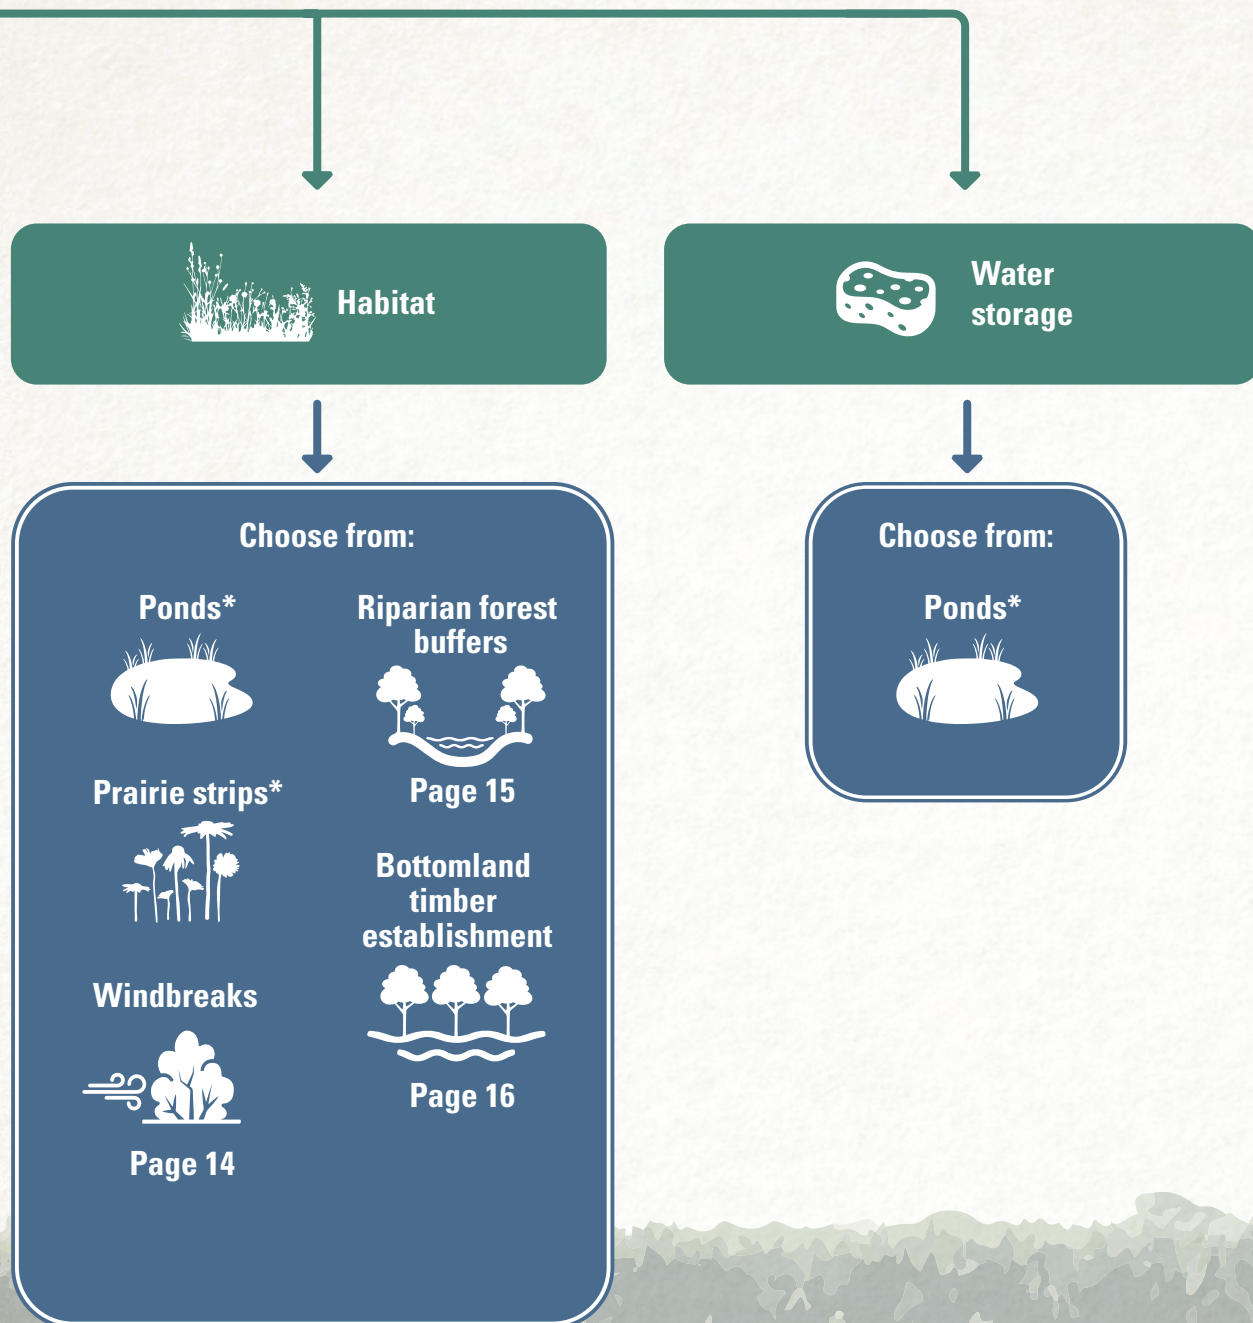 Habitat
Water
storage
Choose from:
Ponds*
Prairie strips*
Windbreaks
Page 14
Riparian forest
buffers
Page 15
Bottomland
timber
establishment
Page 16
Choose from:
Ponds*